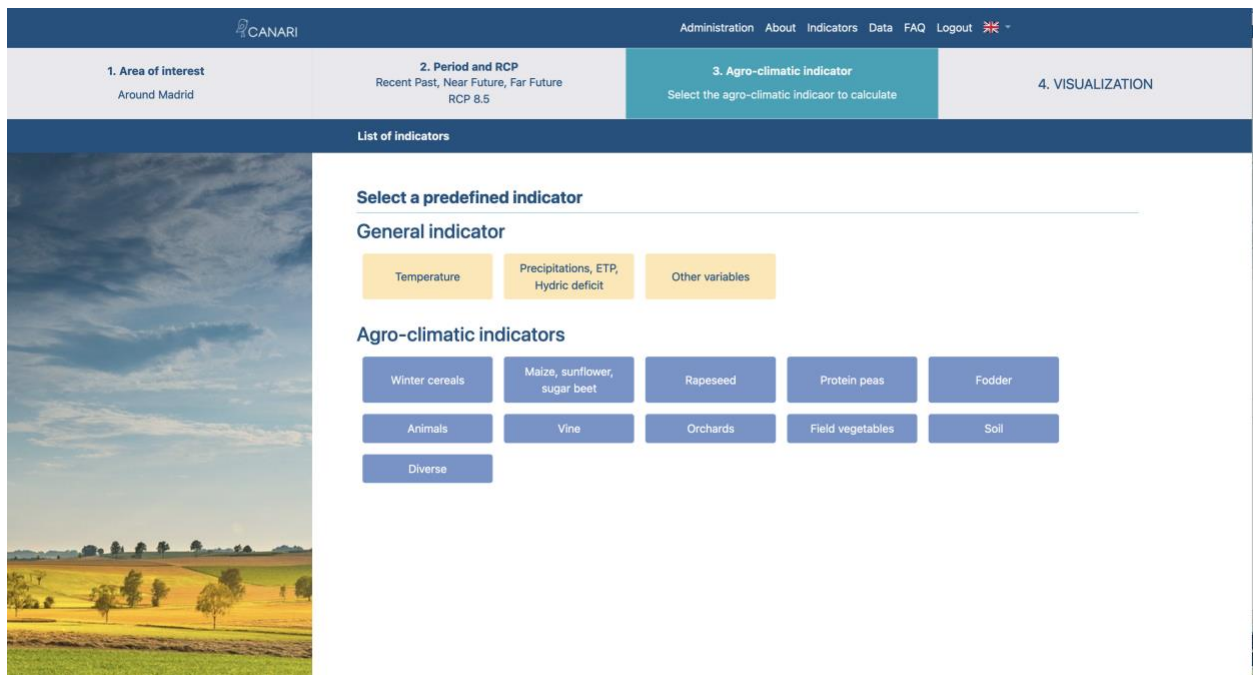 CANARI
Administration About Indicators Data FAQ Logout
1. Area of interest
Around Madrid
2. Period and RCP
Recent Past, Near Future, Far Future
RCP 8.5
3. Agro-climatic indicator
Select the agro-climatic indicaor to calculate
4. VISUALIZATION
List of indicators
Select a predefined indicator
General indicator
Temperature
Precipitations, ETP,
Hydric deficit
Other variables
Agro-climatic indicators
Winter cereals
Maize, sunflower,
sugar beet
Rapeseed
Protein peas
Fodder
Animals
Vine
Orchards
Field vegetables
Soil
Diverse